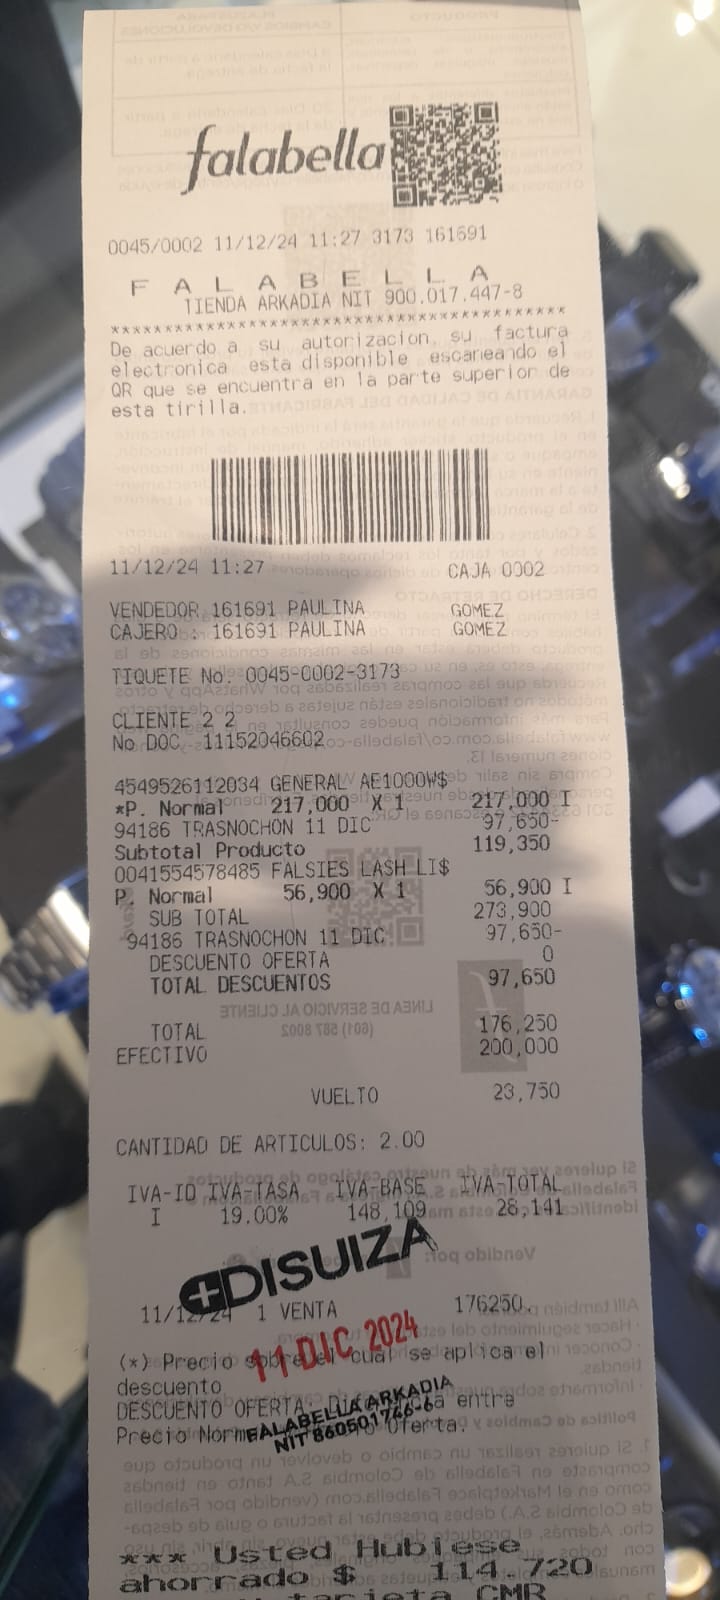 falabella
0045/0002 11/12/24 11:27 3173 161691
F A L A B E L L A
TIENDA ARKADIA NIT 900.017.447-8
******************************************
De acuerdo a su autorizacion, su factura
electronica esta disponible escaneando el
QR que se encuentra en la parte superior de
esta tirilla.
11/12/24 11:27 CAJA 0002
VENDEDOR 161691 PAULINA GOMEZ
CAJERO : 161691 PAULINA GOMEZ
TIQUETE No. 0045-0002-3173
CLIENTE 2 2
No DOC 11152046602
4549526112034 GENERAL AE1000W$
*P. Normal 217,000 X 1 217,000 I
94186 TRASNOCHON 11 DIC 97,650-
Subtotal Producto 119,350
0041554578485 FALSIES LASH LI$
P. Normal 56,900 X 1 56,900 I
SUB TOTAL 273,900
94186 TRASNOCHON 11 DIC 97,650-
DESCUENTO OFERTA 0
TOTAL DESCUENTOS 97,650
TOTAL 176,250
EFECTIVO 200,000
VUELTO 23,750
CANTIDAD DE ARTICULOS: 2.00
IVA-ID IVA-TASA IVA-BASE IVA-TOTAL
I 19.00% 148,109 28,141
DISUIZA
11/12/24 1 VENTA 176250.
11 DIC 2024
(*) Precio sobre el cual se aplica el
descuento
DESCUENTO OFERTA: entre
Precio Oferta.
FALABELLA ARKADIA
NIT 860501766-6
*** Usted Hubiese
ahorrado $ 114.720
tarjeta CMR